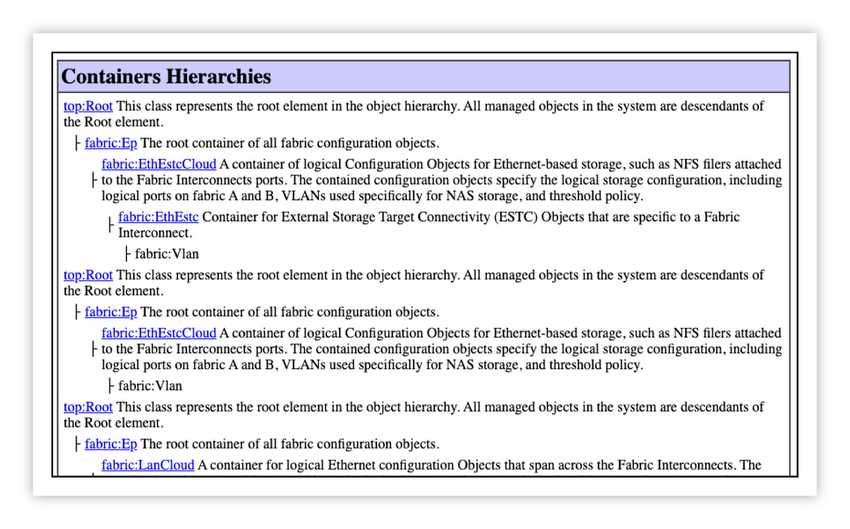 Containers Hierarchies
top:Root This class represents the root element in the object hierarchy. All managed objects in the system are descendants of
the Root element.
├ fabric:Ep The root container of all fabric configuration objects.
fabric:EthEstcCloud A container of logical Configuration Objects for Ethernet-based storage, such as NFS filers attached
├ to the Fabric Interconnects ports. The contained configuration objects specify the logical storage configuration, including
logical ports on fabric A and B, VLANs used specifically for NAS storage, and threshold policy.
├ fabric:EthEstc Container for External Storage Target Connectivity (ESTC) Objects that are specific to a Fabric
Interconnect.
├ fabric:Vlan
top:Root This class represents the root element in the object hierarchy. All managed objects in the system are descendants of
the Root element.
├ fabric:Ep The root container of all fabric configuration objects.
fabric:EthEstcCloud A container of logical Configuration Objects for Ethernet-based storage, such as NFS filers attached
├ to the Fabric Interconnects ports. The contained configuration objects specify the logical storage configuration, including
logical ports on fabric A and B, VLANs used specifically for NAS storage, and threshold policy.
├ fabric:Vlan
top:Root This class represents the root element in the object hierarchy. All managed objects in the system are descendants of
the Root element.
├ fabric:Ep The root container of all fabric configuration objects.
fabric:LanCloud A container for logical Ethernet configuration Objects that span across the Fabric Interconnects. The